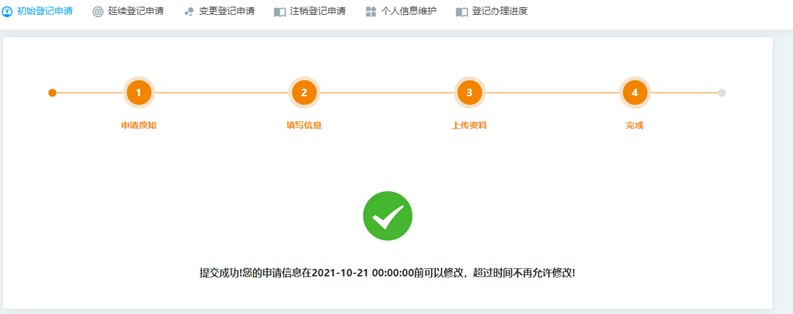 初始登记申请 延续登记申请 变更登记申请 注销登记申请 个人信息维护 登记办理进度
1 2 3 4
申请须知 填写信息 上传资料 完成
提交成功!您的申请信息在2021-10-21 00:00:00前可以修改，超过时间不再允许修改!